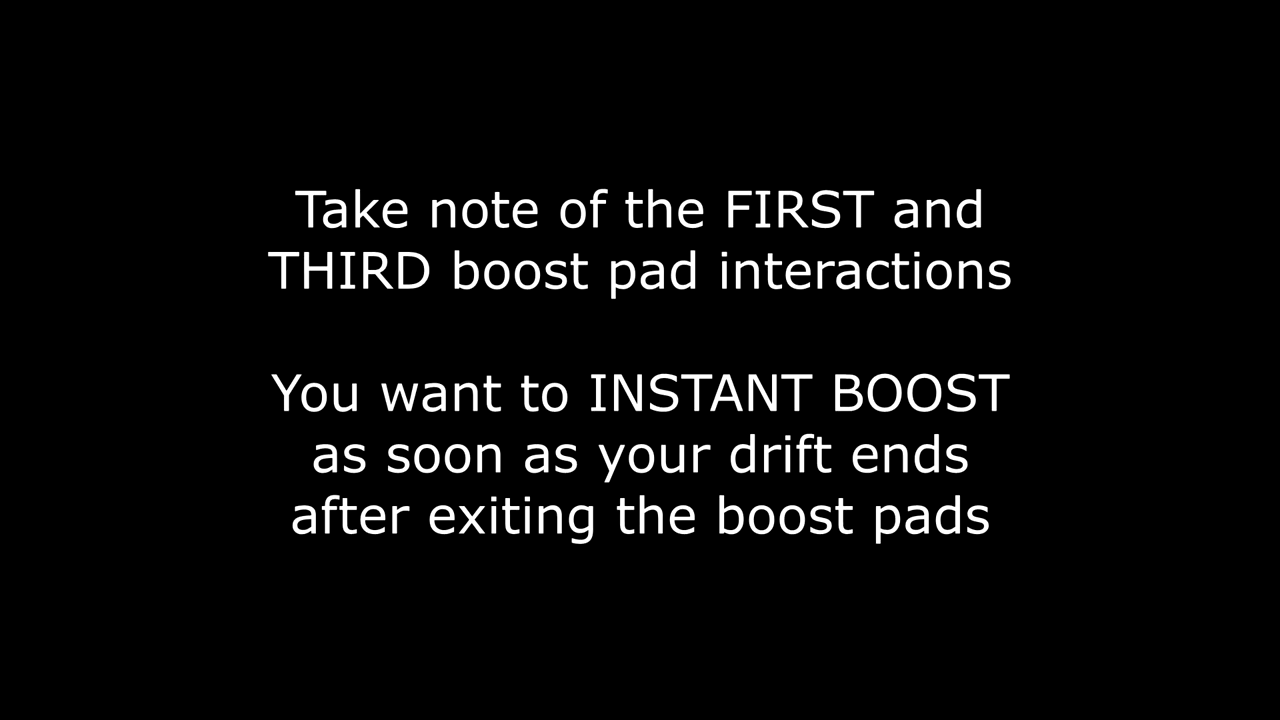 Take note of the FIRST and
THIRD boost pad interactions
You want to INSTANT BOOST
as soon as your drift ends
after exiting the boost pads